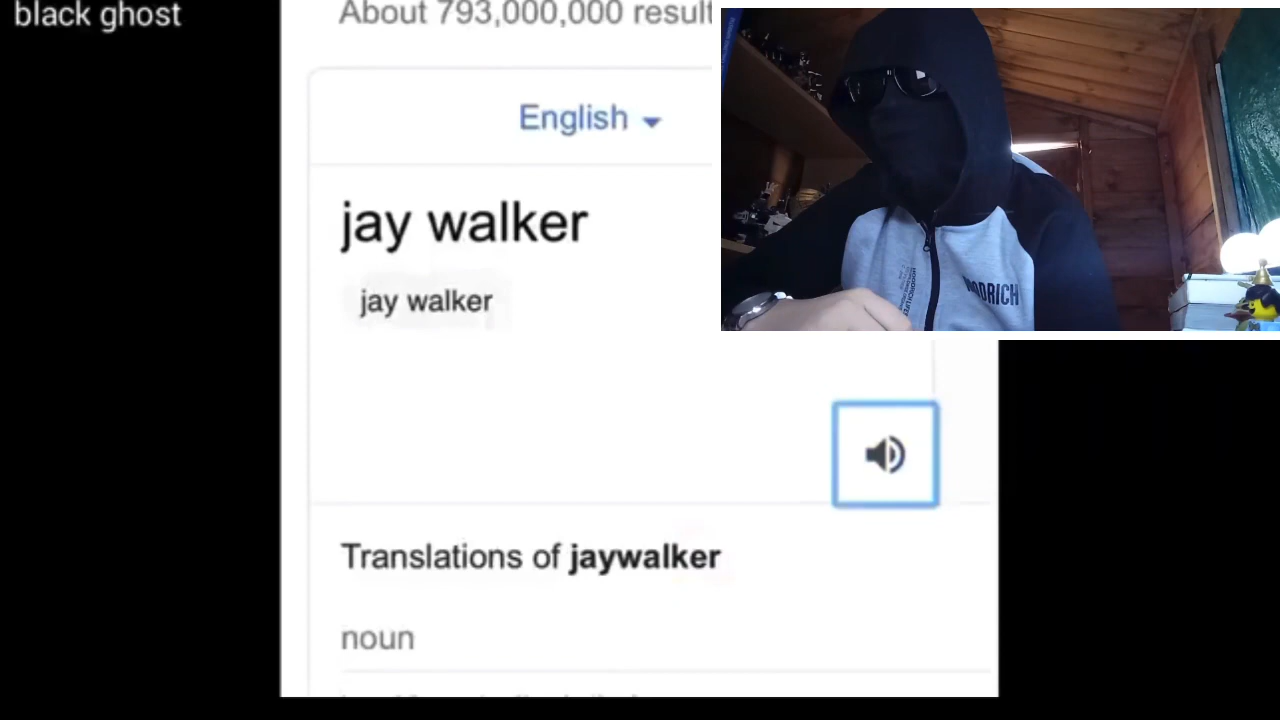 black ghost
About 793,000,000 result
English
jay walker
jay walker
Translations of jaywalker
noun